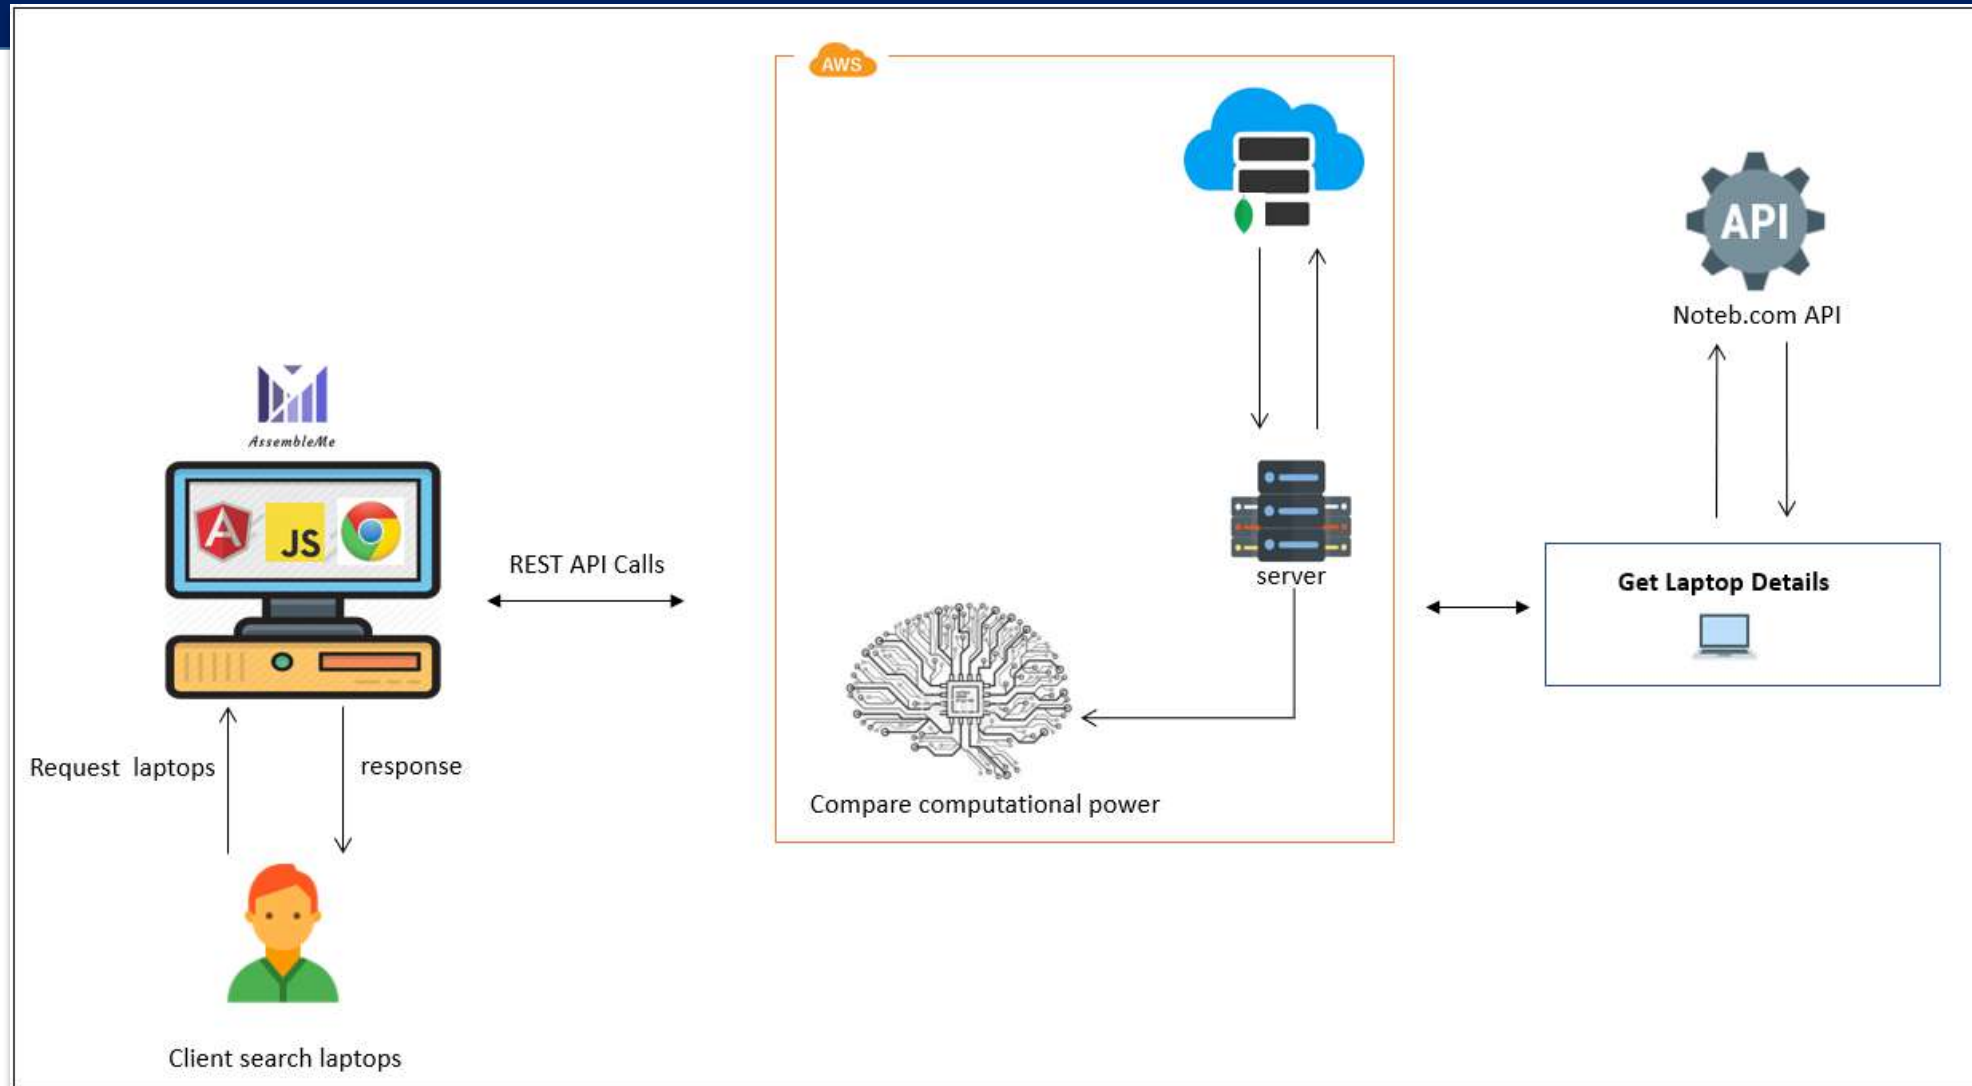 AWS
API
Noteb.com API
AssembleMe
JS
REST API Calls
server
Get Laptop Details
Request laptops
response
Compare computational power
Client search laptops